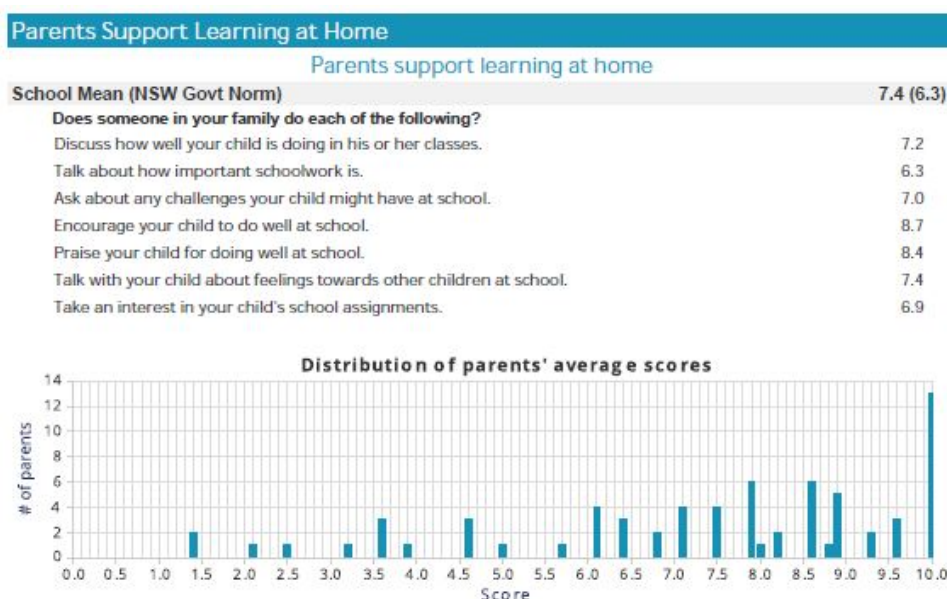 Parents Support Learning at Home
Parents support learning at home
School Mean (NSW Govt Norm) 7.4 (6.3)
Does someone in your family do each of the following?
Discuss how well your child is doing in his or her classes. 7.2
Talk about how important schoolwork is. 6.3
Ask about any challenges your child might have at school. 7.0
Encourage your child to do well at school. 8.7
Praise your child for doing well at school. 8.4
Talk with your child about feelings towards other children at school. 7.4
Take an interest in your child's school assignments. 6.9
Distribution of parents' average scores
# of parents
14
12
10
8
6
4
2
0
0.0 0.5 1.0 1.5 2.0 2.5 3.0 3.5 4.0 4.5 5.0 5.5 6.0 6.5 7.0 7.5 8.0 8.5 9.0 9.5 10.0
Score